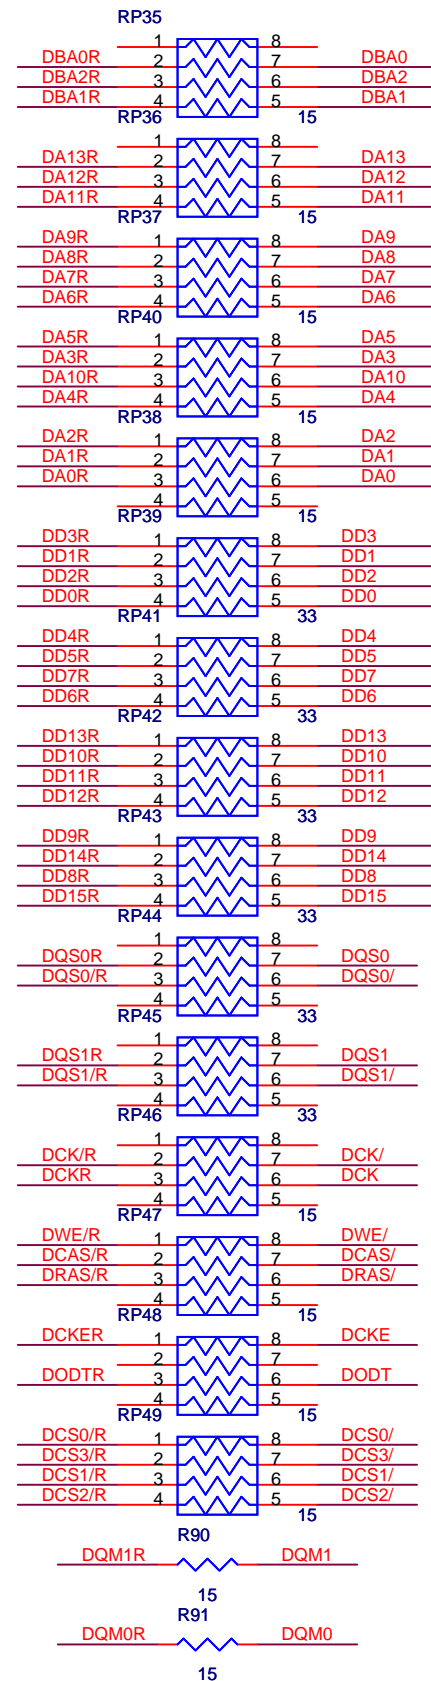 RP35
1 8
DBA0R 2 7 DBA0
DBA2R 3 6 DBA2
DBA1R 4 5 DBA1
RP36 15
1 8
DA13R 2 7 DA13
DA12R 3 6 DA12
DA11R 4 5 DA11
RP37 15
DA9R 1 8 DA9
DA8R 2 7 DA8
DA7R 3 6 DA7
DA6R 4 5 DA6
RP40 15
DA5R 1 8 DA5
DA3R 2 7 DA3
DA10R 3 6 DA10
DA4R 4 5 DA4
RP38 15
DA2R 1 8 DA2
DA1R 2 7 DA1
DA0R 3 6 DA0
4 5
RP39 15
DD3R 1 8 DD3
DD1R 2 7 DD1
DD2R 3 6 DD2
DD0R 4 5 DD0
RP41 33
DD4R 1 8 DD4
DD5R 2 7 DD5
DD7R 3 6 DD7
DD6R 4 5 DD6
RP42 33
DD13R 1 8 DD13
DD10R 2 7 DD10
DD11R 3 6 DD11
DD12R 4 5 DD12
RP43 33
DD9R 1 8 DD9
DD14R 2 7 DD14
DD8R 3 6 DD8
DD15R 4 5 DD15
RP44 33
1 8
DQS0R 2 7 DQS0
DQS0/R 3 6 DQS0/
4 5
RP45 33
1 8
DQS1R 2 7 DQS1
DQS1/R 3 6 DQS1/
4 5
RP46 33
1 8
DCK/R 2 7 DCK/
DCKR 3 6 DCK
4 5
RP47 15
DWE/R 1 8 DWE/
DCAS/R 2 7 DCAS/
DRAS/R 3 6 DRAS/
4 5
RP48 15
DCKER 1 8 DCKE
2 7
DODTR 3 6 DODT
4 5
RP49 15
DCS0/R 1 8 DCS0/
DCS3/R 2 7 DCS3/
DCS1/R 3 6 DCS1/
DCS2/R 4 5 DCS2/
15
R90
DQM1R DQM1
15
R91
DQM0R DQM0
15